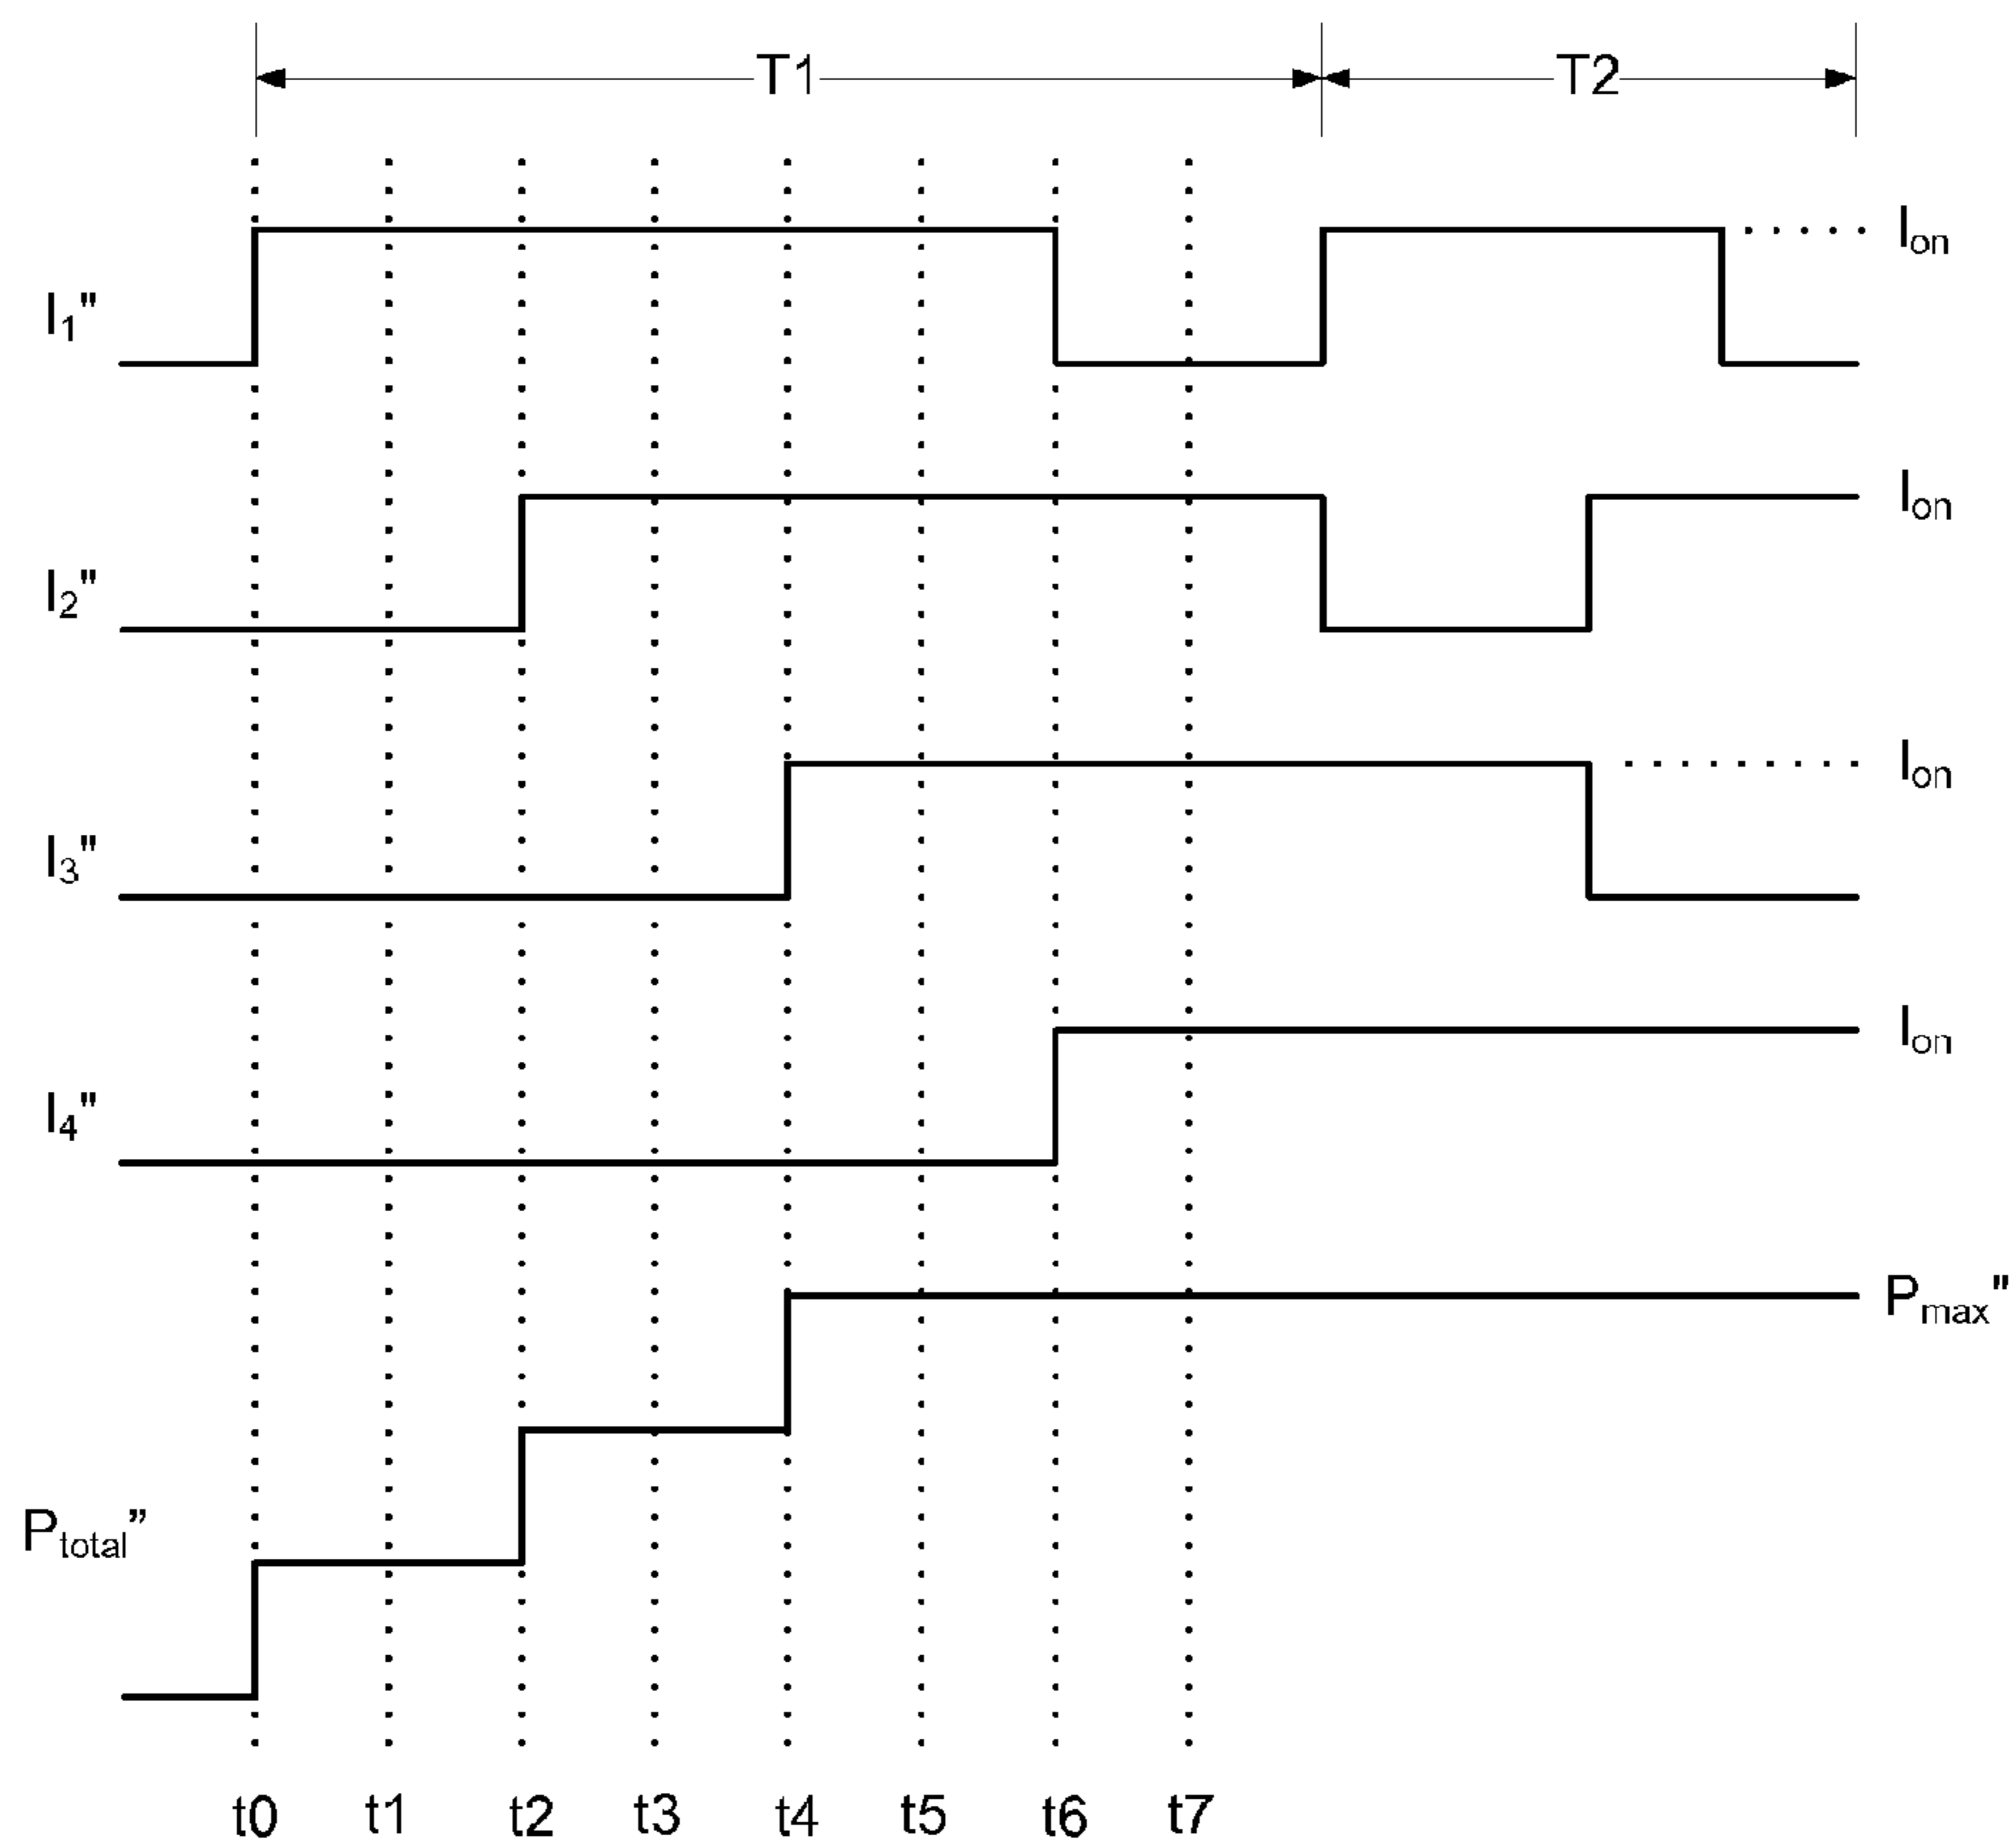 T1 T2
I1" Ion
I2" Ion
I3" Ion
I4" Ion
Pmax"
Ptotal”
t0 t1 t2 t3 t4 t5 t6 t7